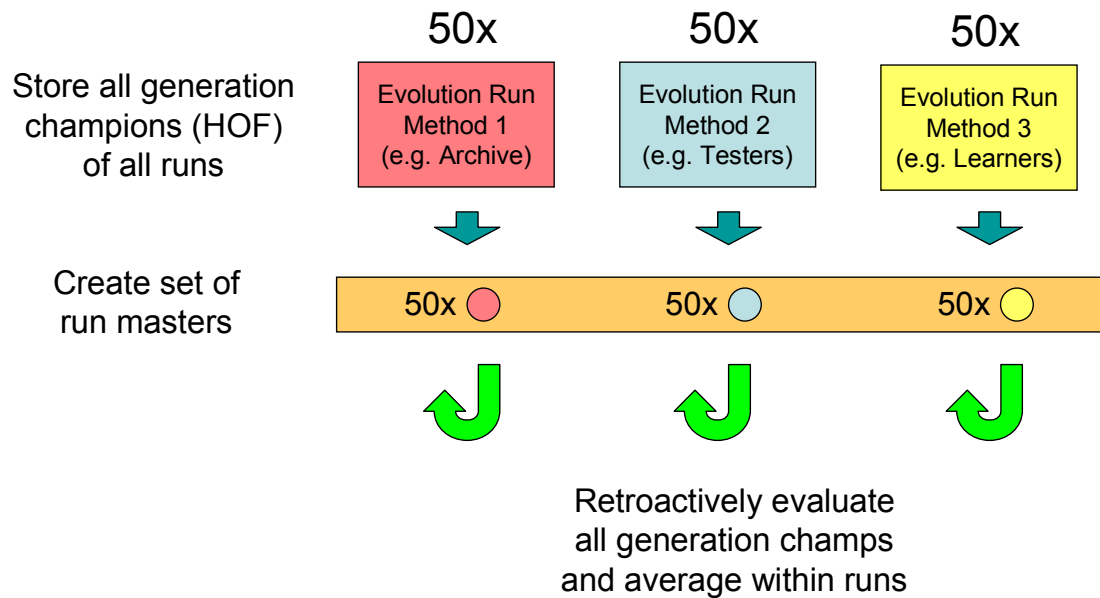 50x
50x
50x
Store all generation
champions (HOF)
of all runs
Evolution Run
Method 1
(e.g. Archive)
Evolution Run
Method 2
(e.g. Testers)
Evolution Run
Method 3
(e.g. Learners)
Create set of
run masters
50x
50x
50x
Retroactively evaluate
all generation champs
and average within runs